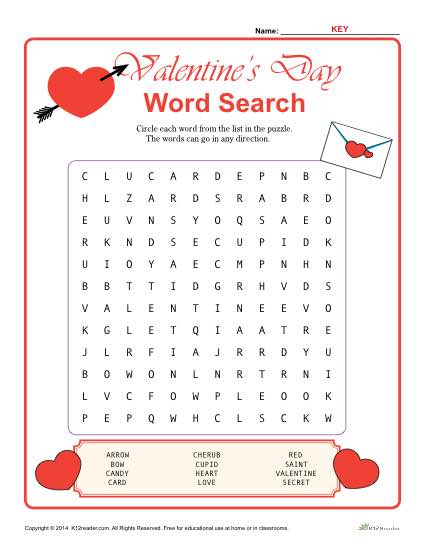 Name: KEY
Valentine's Day
Word Search
Circle each word from the list in the puzzle.
The words can go in any direction.
C L U C A R D E P N B C
H L Z A R D S R A B R D
E U V N S Y O Q S A E O
R K N D S E C U P I D K
U I O Y A E C M P N H N
B B T T I D G R H V D S
V A L E N T I N E E V O
K G L E T Q I A A T R E
J L R F I A J R R D Y U
B O W O N L N R T R N I
L V C F O W P L E O O K
P E P Q W H C L S C K W
ARROW CHERUB RED
BOW CUPID SAINT
CANDY HEART VALENTINE
CARD LOVE SECRET
Copyright © 2014 K12reader.com. All Rights Reserved. Free for educational use at home or in classrooms.
K12Reader